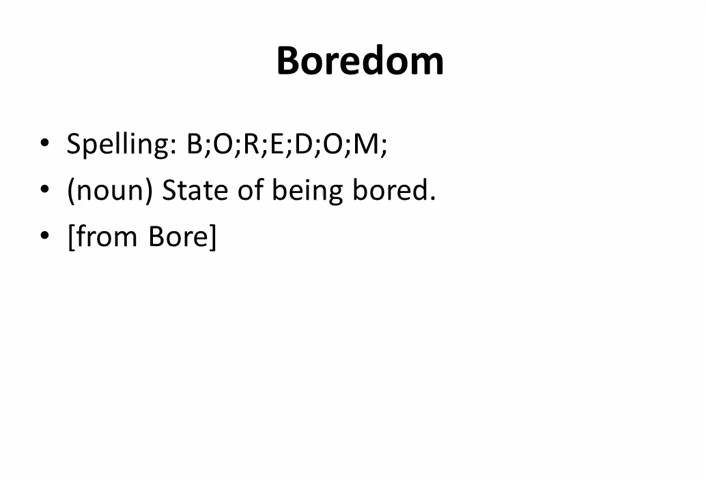 Boredom
• Spelling: B;O;R;E;D;O;M;
• (noun) State of being bored.
• [from Bore]